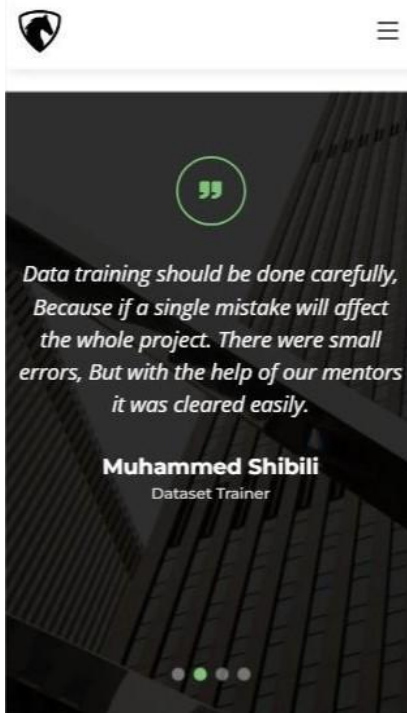 Data training should be done carefully,
Because if a single mistake will affect
the whole project. There were small
errors, But with the help of our mentors
it was cleared easily.
Muhammed Shibili
Dataset Trainer